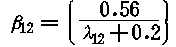 β₁₂ = { 0.56 / (λ₁₂ + 0.2) }